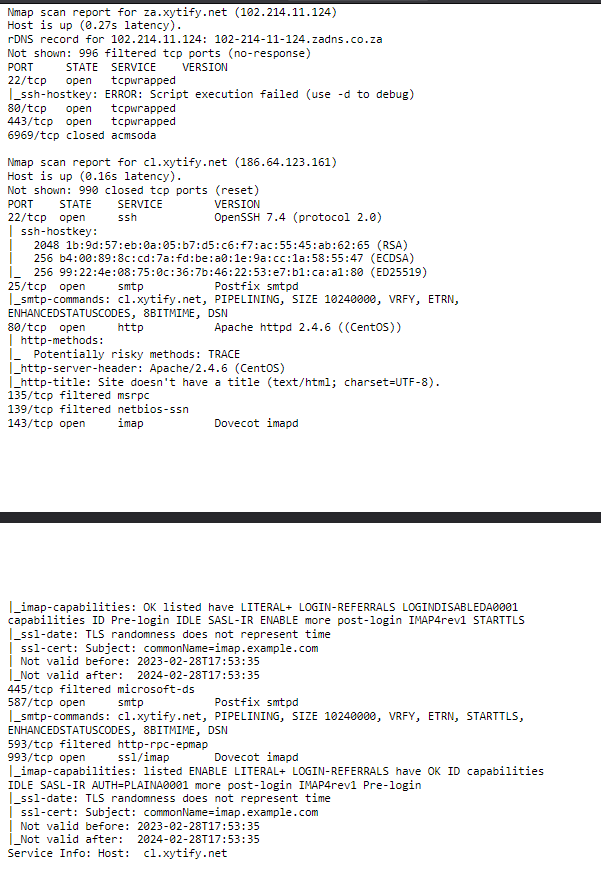 Nmap scan report for za.xytify.net (102.214.11.124)
Host is up (0.27s latency).
rDNS record for 102.214.11.124: 102-214-11-124.zadns.co.za
Not shown: 996 filtered tcp ports (no-response)
PORT     STATE  SERVICE    VERSION
22/tcp   open   tcpwrapped
|_ssh-hostkey: ERROR: Script execution failed (use -d to debug)
80/tcp   open   tcpwrapped
443/tcp  open   tcpwrapped
6969/tcp closed acmsoda
Nmap scan report for cl.xytify.net (186.64.123.161)
Host is up (0.16s latency).
Not shown: 990 closed tcp ports (reset)
PORT    STATE    SERVICE        VERSION
22/tcp  open     ssh            OpenSSH 7.4 (protocol 2.0)
| ssh-hostkey:
|   2048 1b:9d:57:eb:0a:05:b7:d5:c6:f7:ac:55:45:ab:62:65 (RSA)
|   256 b4:00:89:8c:cd:7a:fd:be:a0:1e:9a:cc:1a:58:55:47 (ECDSA)
|_  256 99:22:4e:08:75:0c:36:7b:46:22:53:e7:b1:ca:a1:80 (ED25519)
25/tcp  open     smtp           Postfix smtpd
|_smtp-commands: cl.xytify.net, PIPELINING, SIZE 10240000, VRFY, ETRN,
ENHANCEDSTATUSCODES, 8BITMIME, DSN
80/tcp  open     http           Apache httpd 2.4.6 ((CentOS))
| http-methods:
|_  Potentially risky methods: TRACE
|_http-server-header: Apache/2.4.6 (CentOS)
|_http-title: Site doesn't have a title (text/html; charset=UTF-8).
135/tcp filtered msrpc
139/tcp filtered netbios-ssn
143/tcp open     imap           Dovecot imapd
|_imap-capabilities: OK listed have LITERAL+ LOGIN-REFERRALS LOGINDISABLEDA0001
capabilities ID Pre-login IDLE SASL-IR ENABLE more post-login IMAP4rev1 STARTTLS
|_ssl-date: TLS randomness does not represent time
| ssl-cert: Subject: commonName=imap.example.com
| Not valid before: 2023-02-28T17:53:35
|_Not valid after:  2024-02-28T17:53:35
445/tcp filtered microsoft-ds
587/tcp open     smtp           Postfix smtpd
|_smtp-commands: cl.xytify.net, PIPELINING, SIZE 10240000, VRFY, ETRN, STARTTLS,
ENHANCEDSTATUSCODES, 8BITMIME, DSN
593/tcp filtered http-rpc-epmap
993/tcp open     ssl/imap       Dovecot imapd
|_imap-capabilities: listed ENABLE LITERAL+ LOGIN-REFERRALS have OK ID capabilities
IDLE SASL-IR AUTH=PLAINA0001 more post-login IMAP4rev1 Pre-login
|_ssl-date: TLS randomness does not represent time
| ssl-cert: Subject: commonName=imap.example.com
| Not valid before: 2023-02-28T17:53:35
|_Not valid after:  2024-02-28T17:53:35
Service Info: Host:  cl.xytify.net